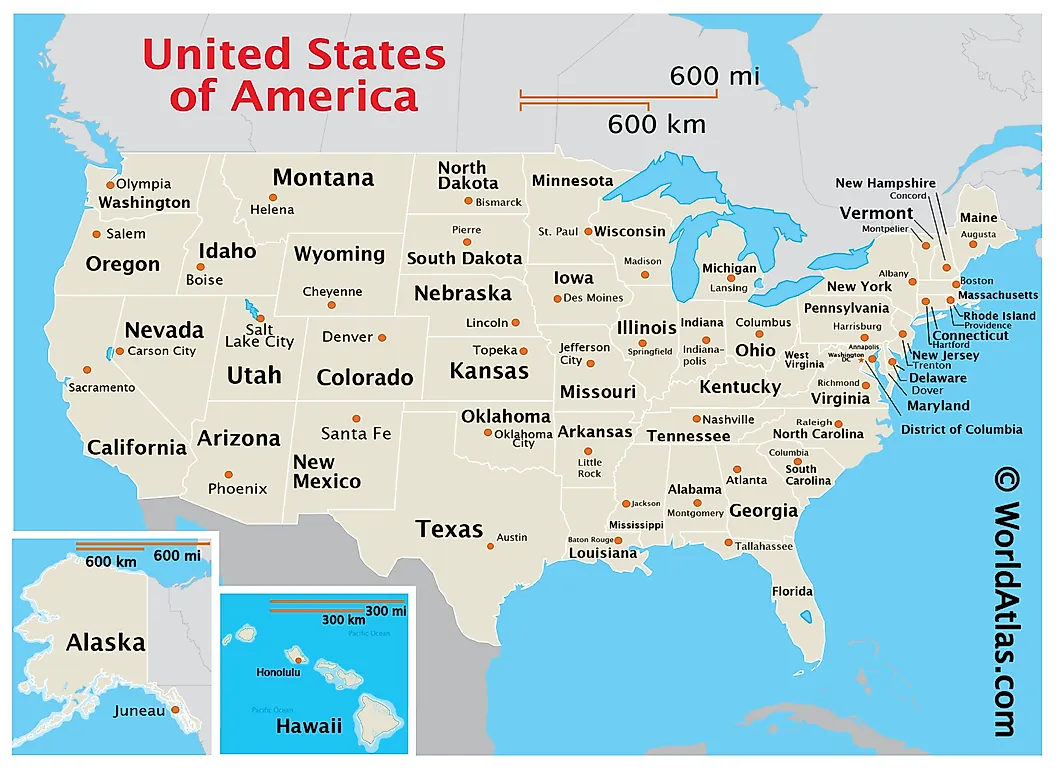 United States
of America
600 mi
600 km
Olympia
Washington
Salem
Oregon
Montana
Helena
Idaho
Boise
Wyoming
Cheyenne
North
Dakota
Bismarck
Pierre
South Dakota
Nebraska
Lincoln
Minnesota
St. Paul
Wisconsin
Madison
Iowa
Des Moines
Michigan
Lansing
New Hampshire
Concord
Vermont
Montpelier
Maine
Augusta
Albany
New York
Boston
Massachusetts
Rhode Island
Providence
Connecticut
Hartford
Pennsylvania
Harrisburg
New Jersey
Trenton
Delaware
Dover
Maryland
Annapolis
Washington
DC
District of Columbia
Nevada
Carson City
Sacramento
California
Salt
Lake City
Utah
Denver
Colorado
Topeka
Kansas
Jefferson
City
Missouri
Illinois
Springfield
Indiana
Indiana-
polis
Columbus
Ohio
West
Virginia
Richmond
Virginia
Kentucky
Arizona
Phoenix
Santa Fe
New
Mexico
Oklahoma
Oklahoma
City
Arkansas
Little
Rock
Nashville
Tennessee
Raleigh
North Carolina
Columbia
South
Carolina
Atlanta
Georgia
Alabama
Montgomery
Jackson
Mississippi
Texas
Austin
Baton Rouge
Louisiana
Tallahassee
Florida
600 km
600 mi
Alaska
Juneau
300 mi
300 km
Pacific Ocean
Honolulu
Pacific Ocean
Hawaii
© WorldAtlas.com